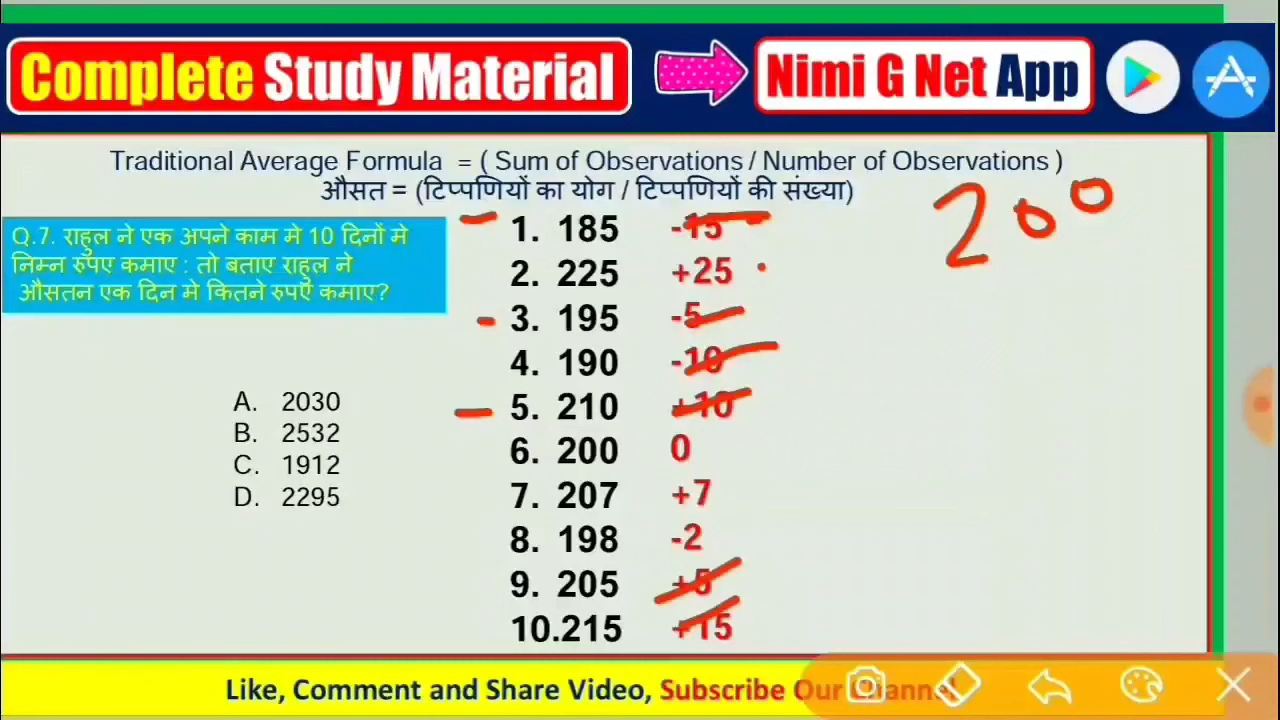 Complete Study Material
Nimi G Net App
Traditional Average Formula = ( Sum of Observations / Number of Observations )
औसत = (टिप्पणियों का योग / टिप्पणियों की संख्या)
200
Q.7. राहुल ने एक अपने काम मे 10 दिनों मे
निम्न रुपए कमाए : तो बताए राहुल ने
औसतन एक दिन मे कितने रुपएँ कमाए?
A. 2030
B. 2532
C. 1912
D. 2295
1. 185 -15
2. 225 +25
3. 195 -5
4. 190 -10
5. 210 +10
6. 200 0
7. 207 +7
8. 198 -2
9. 205 +5
10.215 +15
Like, Comment and Share Video, Subscribe Our Channel